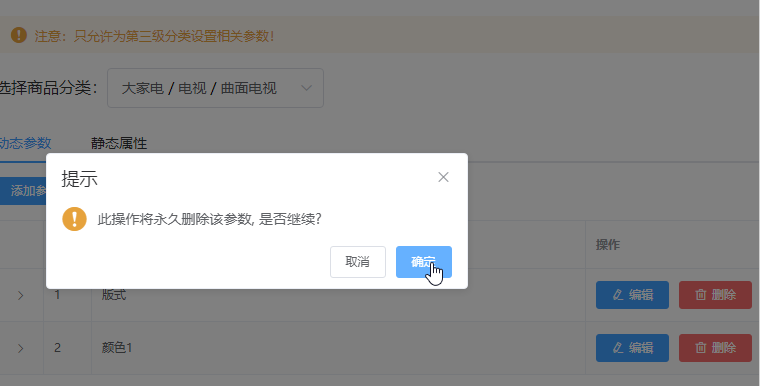 注意：只允许为第三级分类设置相关参数！
选择商品分类： 大家电 / 电视 / 曲面电视
动态参数 静态属性
添加参
提示
此操作将永久删除该参数, 是否继续?
取消 确定
操作
1 版式 编辑 删除
2 颜色1 编辑 删除